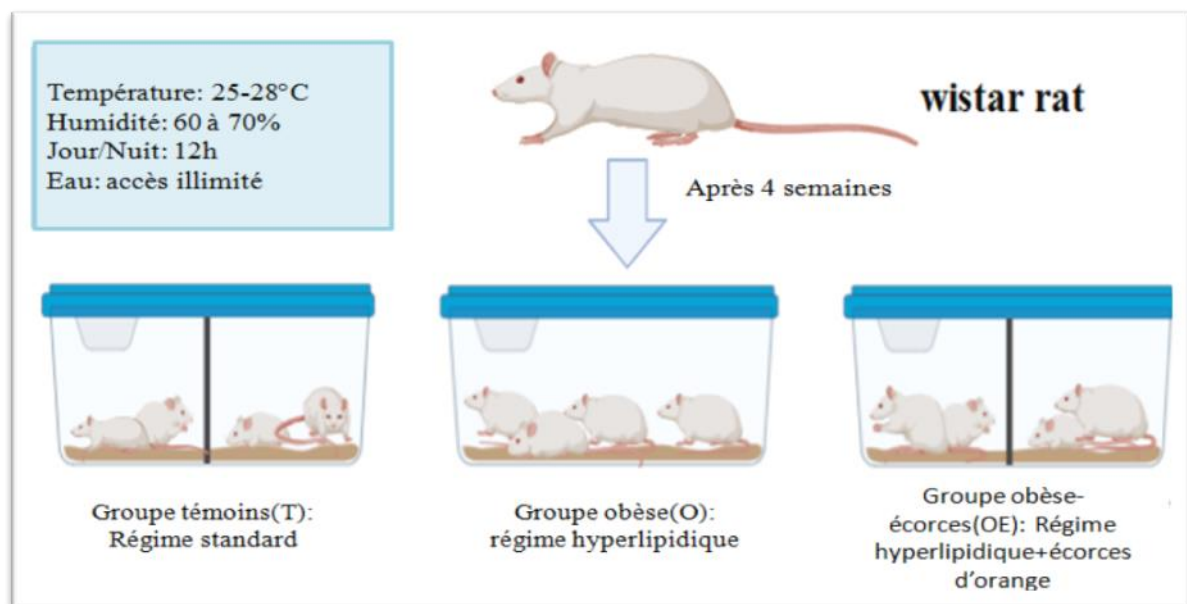 Température: 25-28°C
Humidité: 60 à 70%
Jour/Nuit: 12h
Eau: accès illimité
wistar rat
Après 4 semaines
Groupe témoins(T):
Régime standard
Groupe obèse(O):
régime hyperlipidique
Groupe obèse-
écorces(OE): Régime
hyperlipidique+écorces
d'orange